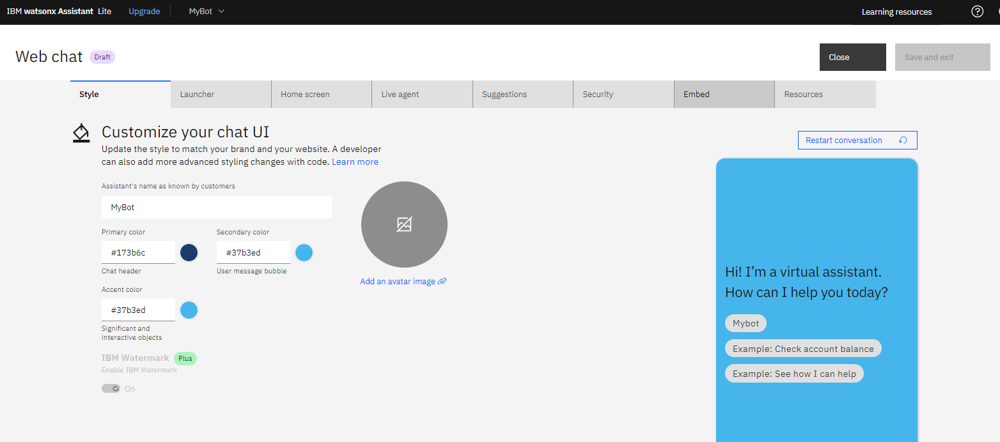 IBM watsonx Assistant Lite Upgrade MyBot Learning resources
Web chat Draft Close Save and exit
Style Launcher Home screen Live agent Suggestions Security Embed Resources
Customize your chat UI
Update the style to match your brand and your website. A developer
can also add more advanced styling changes with code. Learn more
Restart conversation
Assistant's name as known by customers
MyBot
Primary color Secondary color
#173b6c #37b3ed
Chat header User message bubble
Add an avatar image
Accent color
#37b3ed
Significant and
interactive objects
IBM Watermark Plus
Enable IBM Watermark
On
Hi! I’m a virtual assistant.
How can I help you today?
Mybot
Example: Check account balance
Example: See how I can help